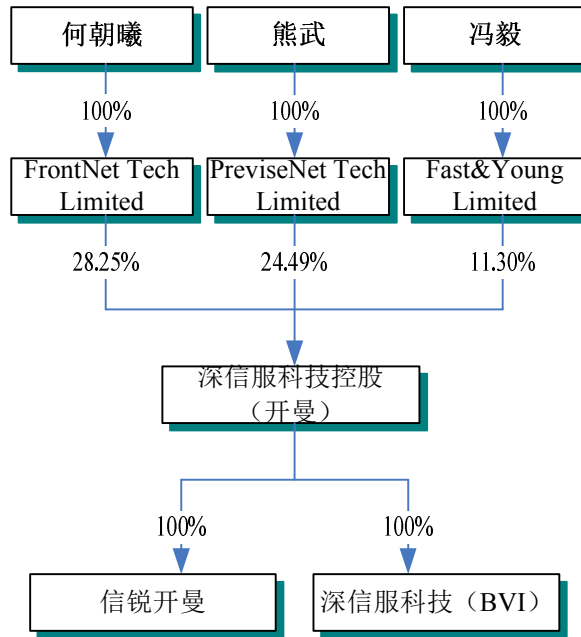 何朝曦
熊武
冯毅
100%
100%
100%
FrontNet Tech
Limited
PreviseNet Tech
Limited
Fast&Young
Limited
28.25%
24.49%
11.30%
深信服科技控股
（开曼）
100%
100%
信锐开曼
深信服科技（BVI）